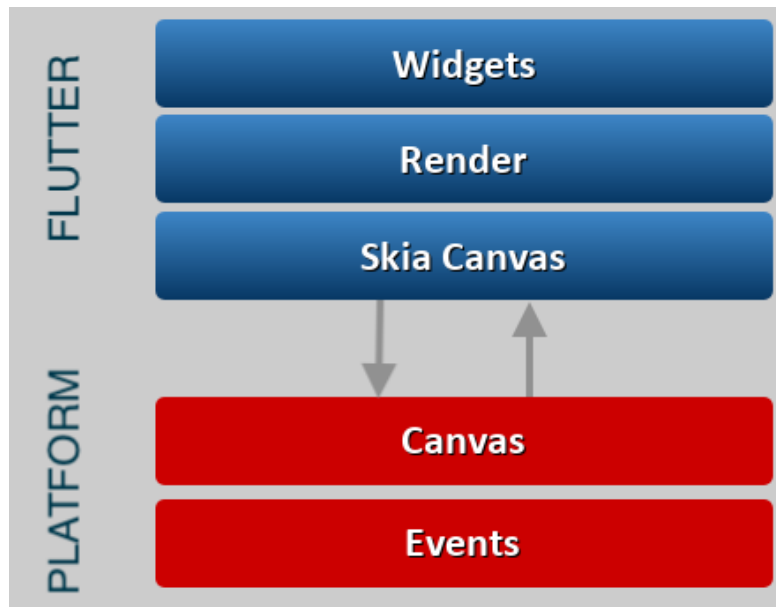 FLUTTER
Widgets
Render
Skia Canvas
PLATFORM
Canvas
Events